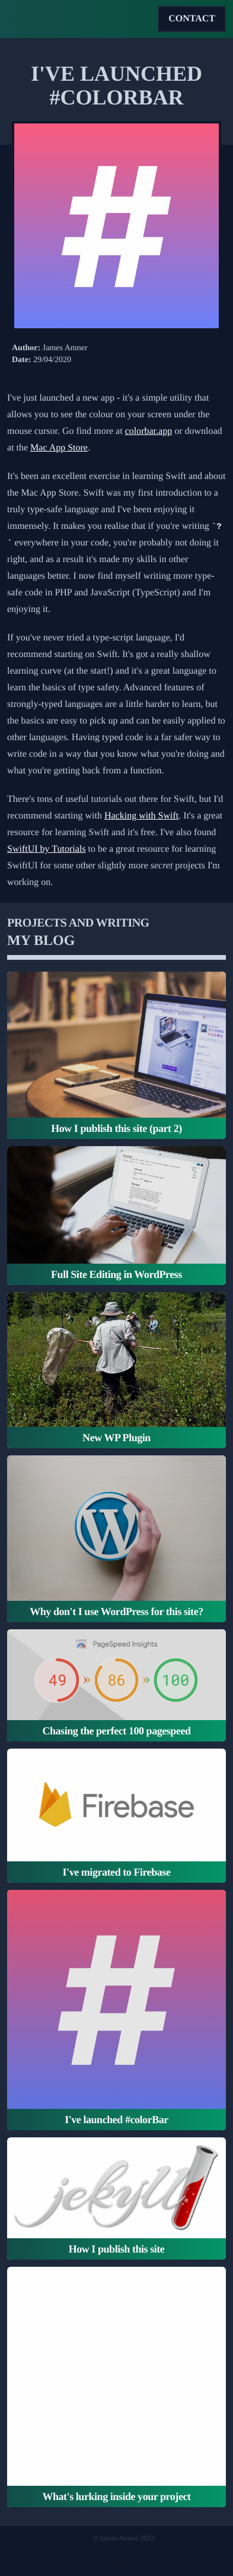 CONTACT
I'VE LAUNCHED
#COLORBAR
#
Author: James Amner
Date: 29/04/2020
I've just launched a new app - it's a simple utility that
allows you to see the colour on your screen under the
mouse cursor. Go find more at colorbar.app or download
at the Mac App Store.
It's been an excellent exercise in learning Swift and about
the Mac App Store. Swift was my first introduction to a
truly type-safe language and I've been enjoying it
immensely. It makes you realise that if you're writing `?
` everywhere in your code, you're probably not doing it
right, and as a result it's made my skills in other
languages better. I now find myself writing more type-
safe code in PHP and JavaScript (TypeScript) and I'm
enjoying it.
If you've never tried a type-script language, I'd
recommend starting on Swift. It's got a really shallow
learning curve (at the start!) and it's a great language to
learn the basics of type safety. Advanced features of
strongly-typed languages are a little harder to learn, but
the basics are easy to pick up and can be easily applied to
other languages. Having typed code is a far safer way to
write code in a way that you know what you're doing and
what you're getting back from a function.
There's tons of useful tutorials out there for Swift, but I'd
recommend starting with Hacking with Swift. It's a great
resource for learning Swift and it's free. I've also found
SwiftUI by Tutorials to be a great resource for learning
SwiftUI for some other slightly more secret projects I'm
working on.
PROJECTS AND WRITING
MY BLOG
How I publish this site (part 2)
Full Site Editing in WordPress
New WP Plugin
W
Why don't I use WordPress for this site?
PageSpeed Insights
49 » 86 » 100
Chasing the perfect 100 pagespeed
Firebase
I've migrated to Firebase
#
I've launched #colorBar
jekyll
How I publish this site
What's lurking inside your project
© James Amner 2023